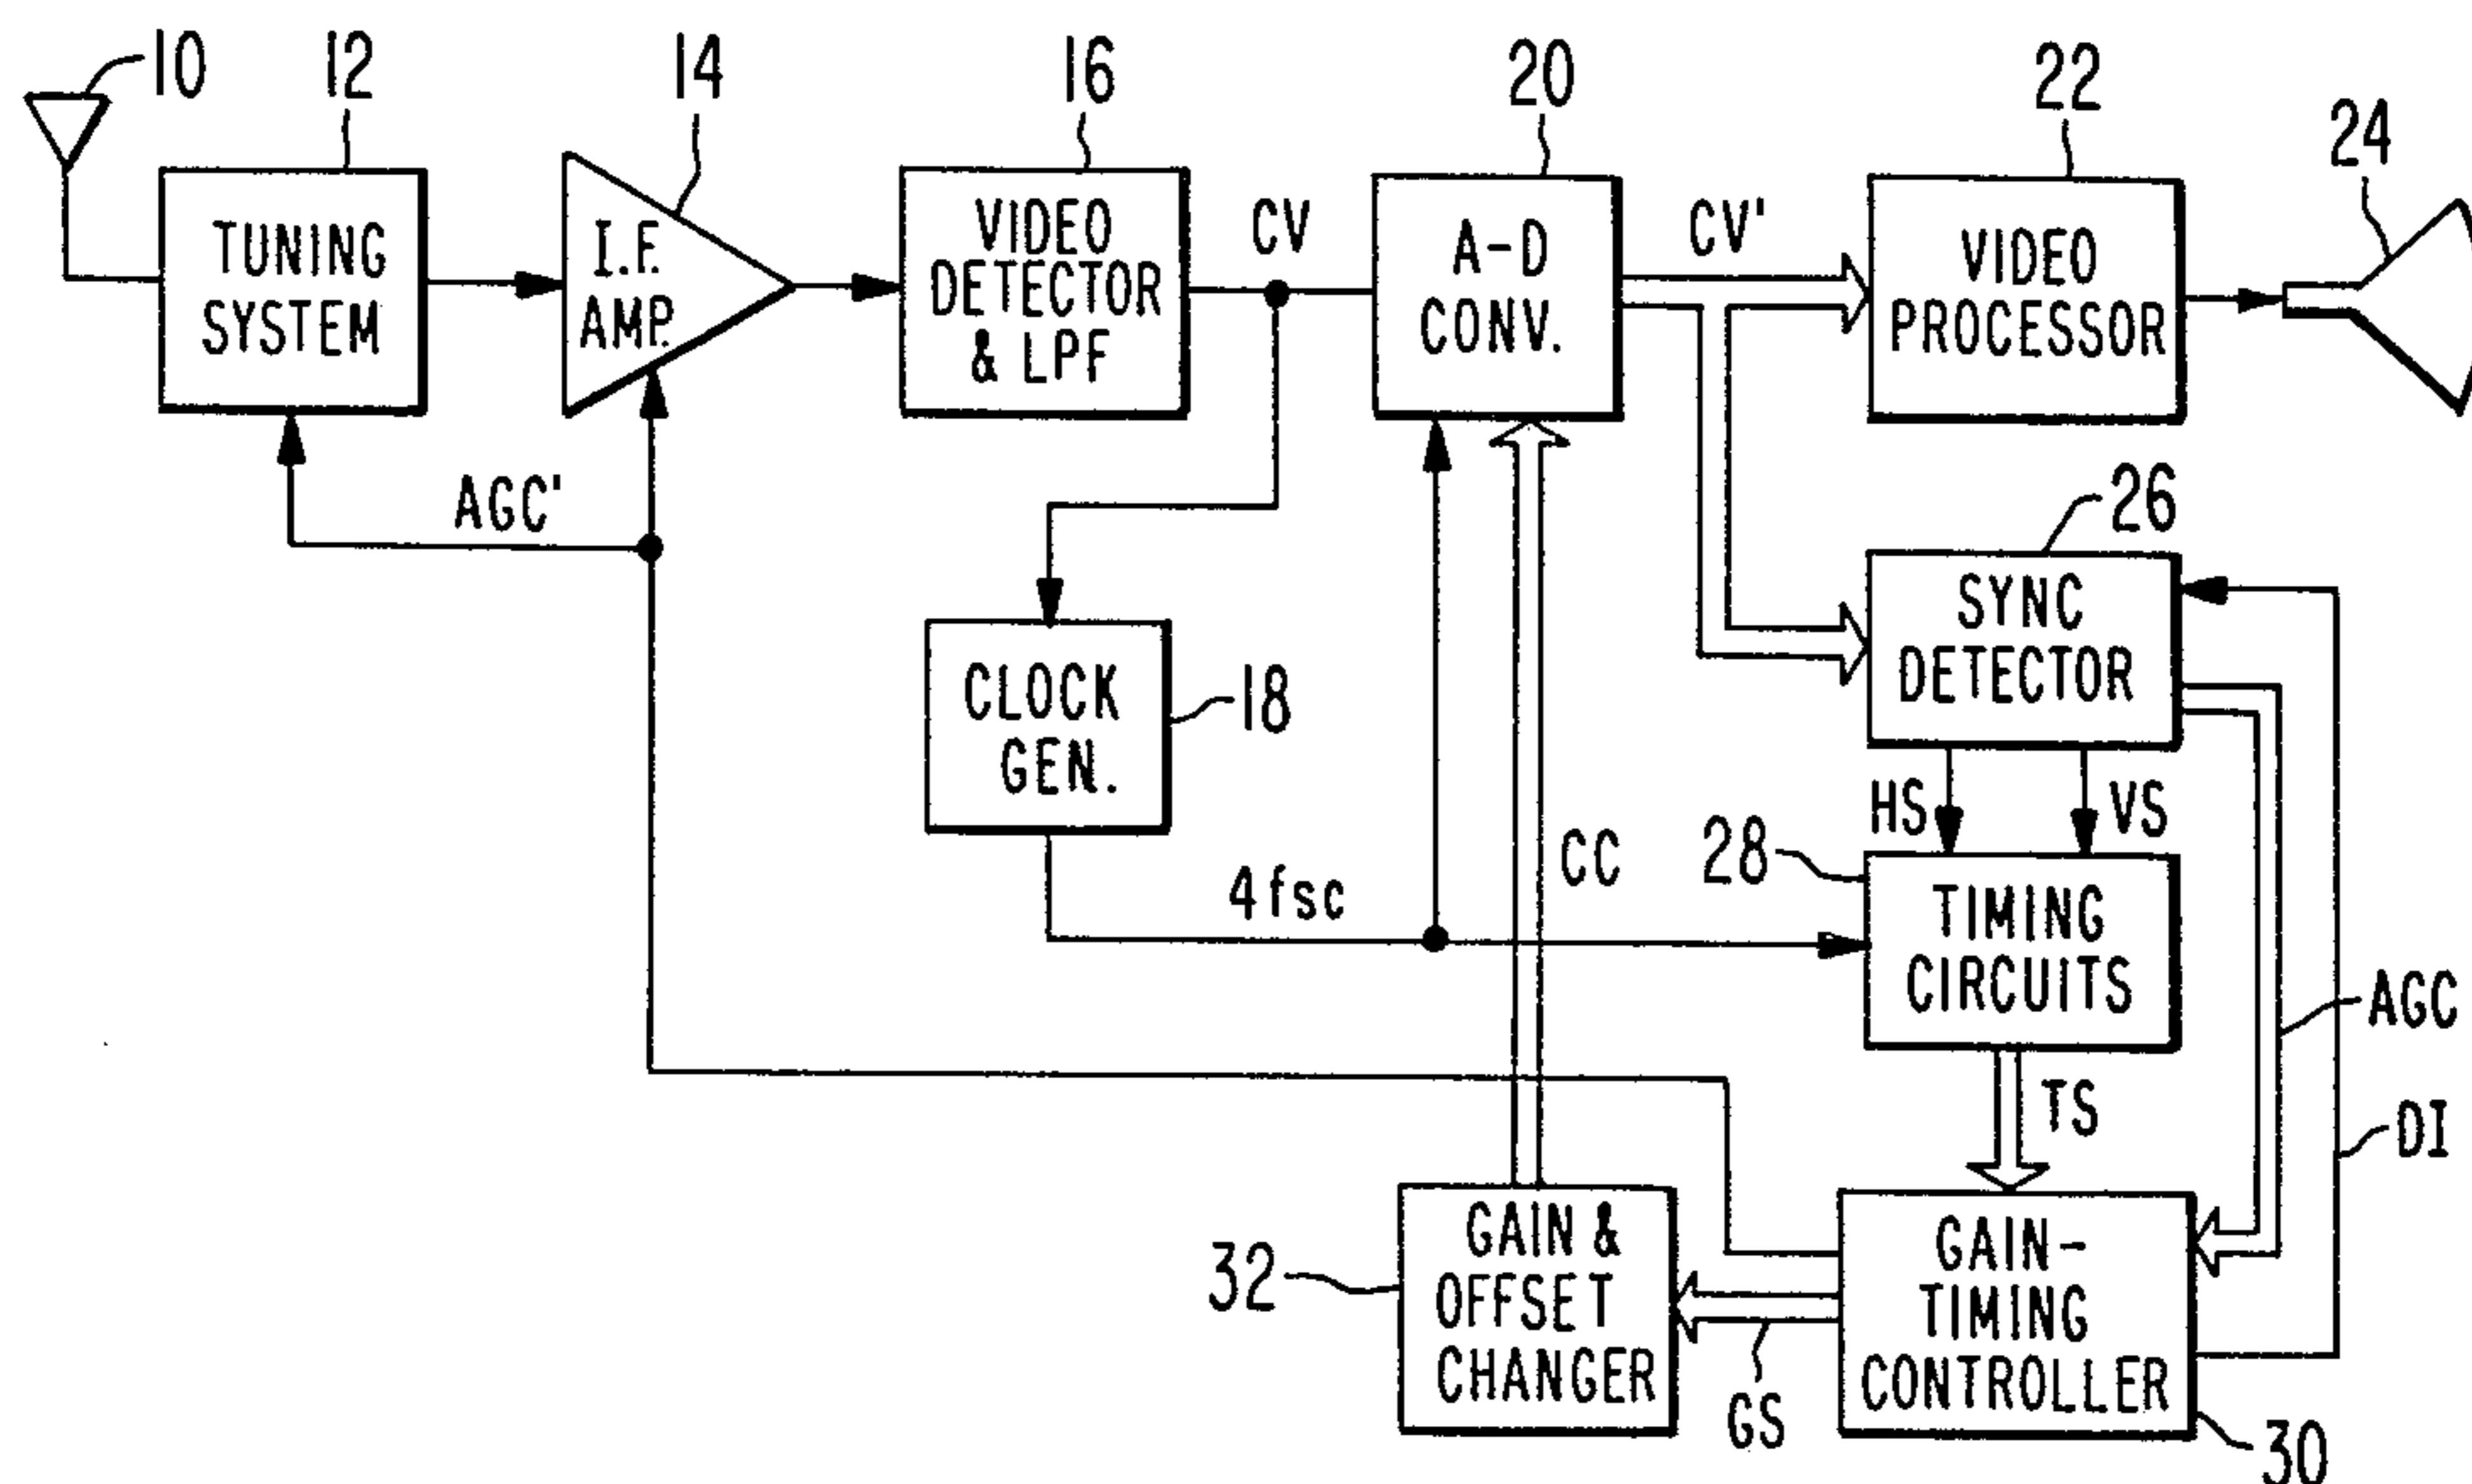 10
12
14
16
20
22
24
TUNING
SYSTEM
I.F.
AMP.
VIDEO
DETECTOR
& LPF
CV
A-D
CONV.
CV'
VIDEO
PROCESSOR
AGC'
26
SYNC
DETECTOR
CLOCK
GEN.
18
HS
VS
4fsc
CC
28
TIMING
CIRCUITS
AGC
TS
DI
32
GAIN &
OFFSET
CHANGER
GS
GAIN-
TIMING
CONTROLLER
30